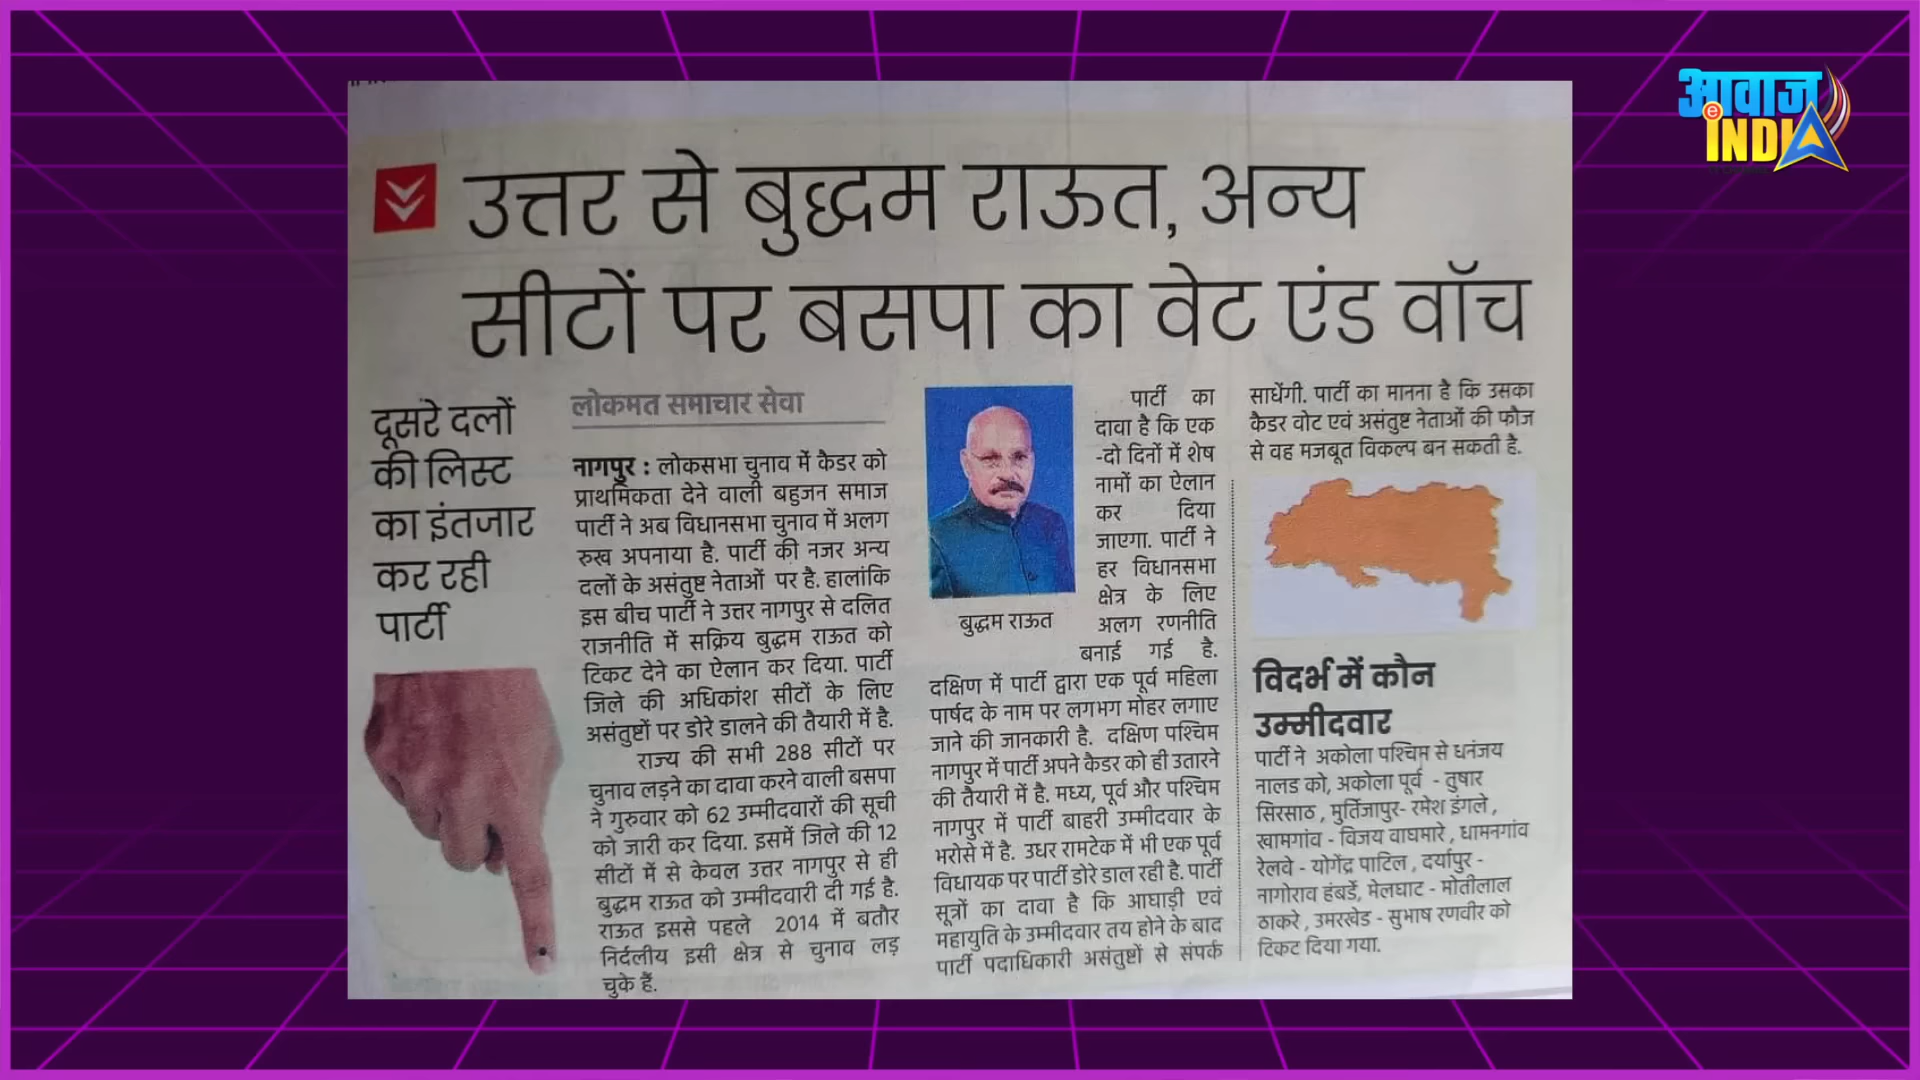 आवाज
e
INDIA
उत्तर से बुद्धम राऊत, अन्य
सीटों पर बसपा का वेट एंड वॉच
दूसरे दलों
की लिस्ट
का इंतजार
कर रही
पार्टी
लोकमत समाचार सेवा
नागपुर : लोकसभा चुनाव में कैडर को
प्राथमिकता देने वाली बहुजन समाज
पार्टी ने अब विधानसभा चुनाव में अलग
रुख अपनाया है. पार्टी की नजर अन्य
दलों के असंतुष्ट नेताओं पर है. हालांकि
इस बीच पार्टी ने उत्तर नागपुर से दलित
राजनीति में सक्रिय बुद्धम राऊत को
टिकट देने का ऐलान कर दिया. पार्टी
जिले की अधिकांश सीटों के लिए
असंतुष्टों पर डोरे डालने की तैयारी में है.
राज्य की सभी 288 सीटों पर
चुनाव लड़ने का दावा करने वाली बसपा
ने गुरुवार को 62 उम्मीदवारों की सूची
को जारी कर दिया. इसमें जिले की 12
सीटों में से केवल उत्तर नागपुर से ही
बुद्धम राऊत को उम्मीदवारी दी गई है.
राऊत इससे पहले 2014 में बतौर
निर्दलीय इसी क्षेत्र से चुनाव लड़
चुके हैं.
बुद्धम राऊत
पार्टी का
दावा है कि एक
-दो दिनों में शेष
नामों का ऐलान
कर दिया
जाएगा. पार्टी ने
हर विधानसभा
क्षेत्र के लिए
अलग रणनीति
बनाई गई है.
दक्षिण में पार्टी द्वारा एक पूर्व महिला
पार्षद के नाम पर लगभग मोहर लगाए
जाने की जानकारी है. दक्षिण पश्चिम
नागपुर में पार्टी अपने कैडर को ही उतारने
की तैयारी में है. मध्य, पूर्व और पश्चिम
नागपुर में पार्टी बाहरी उम्मीदवार के
भरोसे में है. उधर रामटेक में भी एक पूर्व
विधायक पर पार्टी डोरे डाल रही है. पार्टी
सूत्रों का दावा है कि आघाड़ी एवं
महायुति के उम्मीदवार तय होने के बाद
पार्टी पदाधिकारी असंतुष्टों से संपर्क
साधेंगी. पार्टी का मानना है कि उसका
कैडर वोट एवं असंतुष्ट नेताओं की फौज
से वह मजबूत विकल्प बन सकती है.
विदर्भ में कौन
उम्मीदवार
पार्टी ने अकोला पश्चिम से धनंजय
नालड को, अकोला पूर्व - तुषार
सिरसाठ , मुर्तिजापुर- रमेश इंगले ,
खामगांव - विजय वाघमारे , धामनगांव
रेलवे - योगेंद्र पाटिल , दर्यापुर -
नागोराव हंबर्डे, मेलघाट - मोतीलाल
ठाकरे , उमरखेड - सुभाष रणवीर को
टिकट दिया गया.